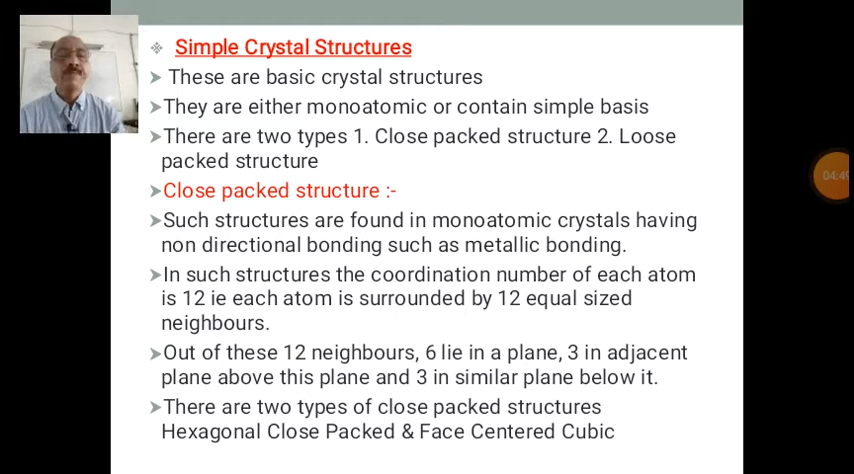 Simple Crystal Structures
These are basic crystal structures
They are either monoatomic or contain simple basis
There are two types 1. Close packed structure 2. Loose
packed structure
Close packed structure :-
Such structures are found in monoatomic crystals having
non directional bonding such as metallic bonding.
In such structures the coordination number of each atom
is 12 ie each atom is surrounded by 12 equal sized
neighbours.
Out of these 12 neighbours, 6 lie in a plane, 3 in adjacent
plane above this plane and 3 in similar plane below it.
There are two types of close packed structures
Hexagonal Close Packed & Face Centered Cubic
04:49